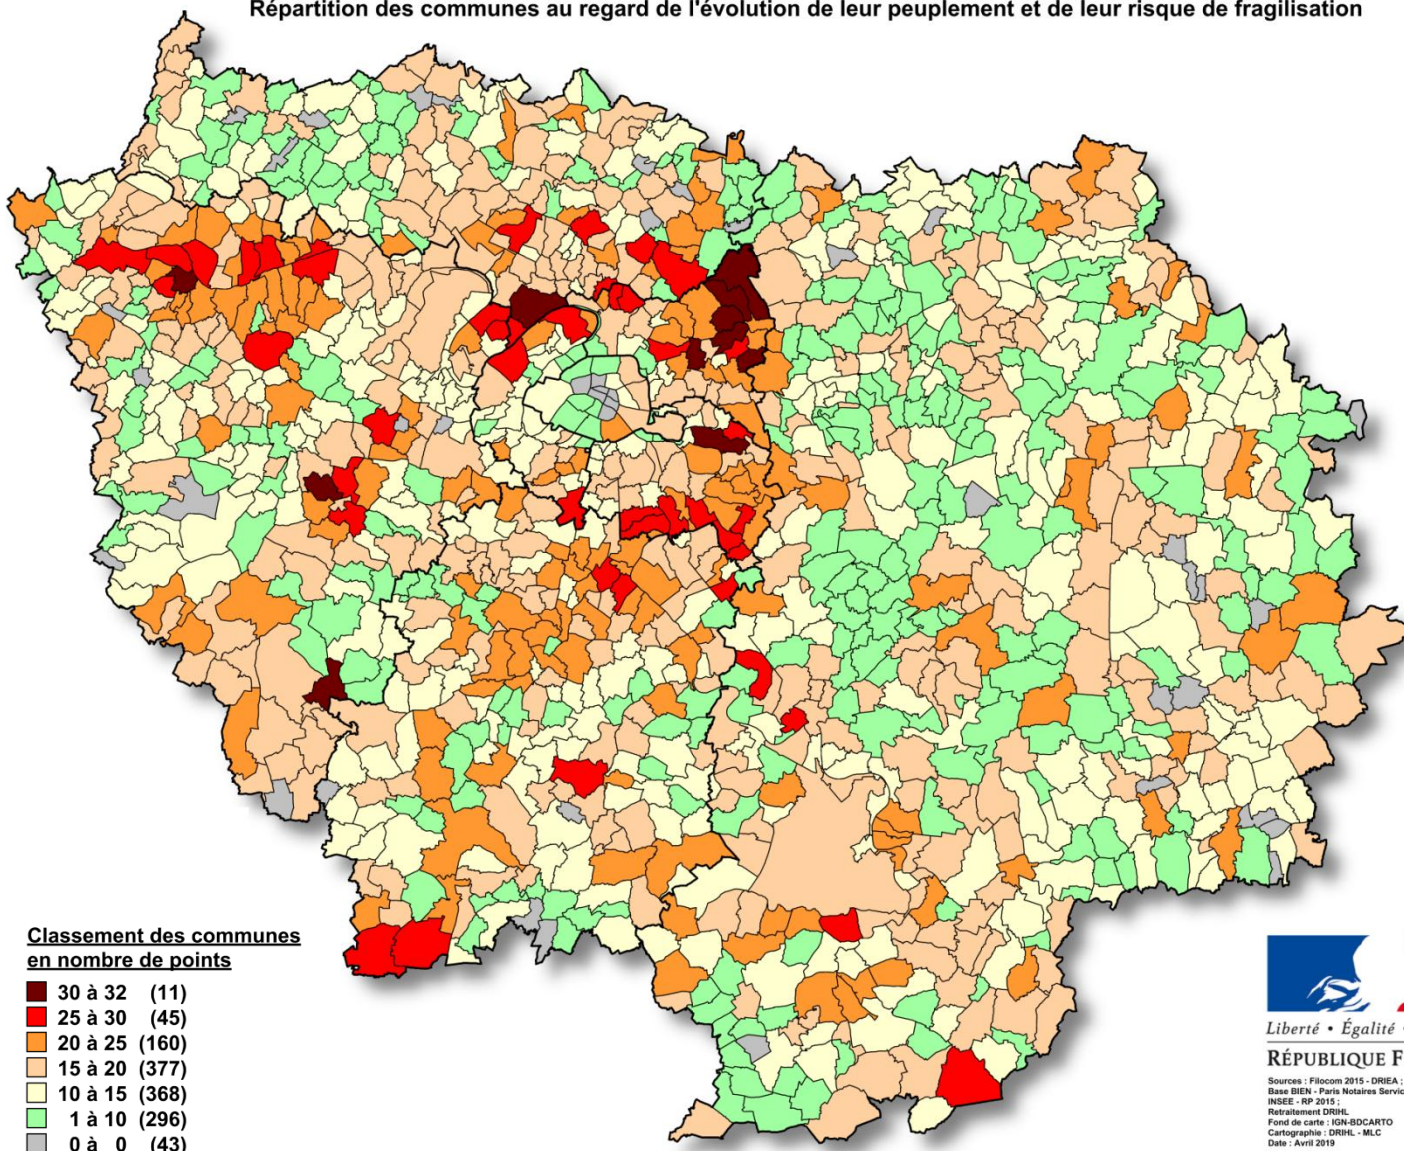 Répartition des communes au regard de l'évolution de leur peuplement et de leur risque de fragilisation
Classement des communes
en nombre de points
30 à 32 (11)
25 à 30 (45)
20 à 25 (160)
15 à 20 (377)
10 à 15 (368)
1 à 10 (296)
0 à 0 (43)
Liberté • Égalité •
RÉPUBLIQUE F
Sources : Filocom 2015 - DRIEA ;
Base BIEN - Paris Notaires Servic
INSEE - RP 2015 ;
Retraitement DRIHL
Fond de carte : IGN-BDCARTO
Cartographie : DRIHL - MLC
Date : Avril 2019